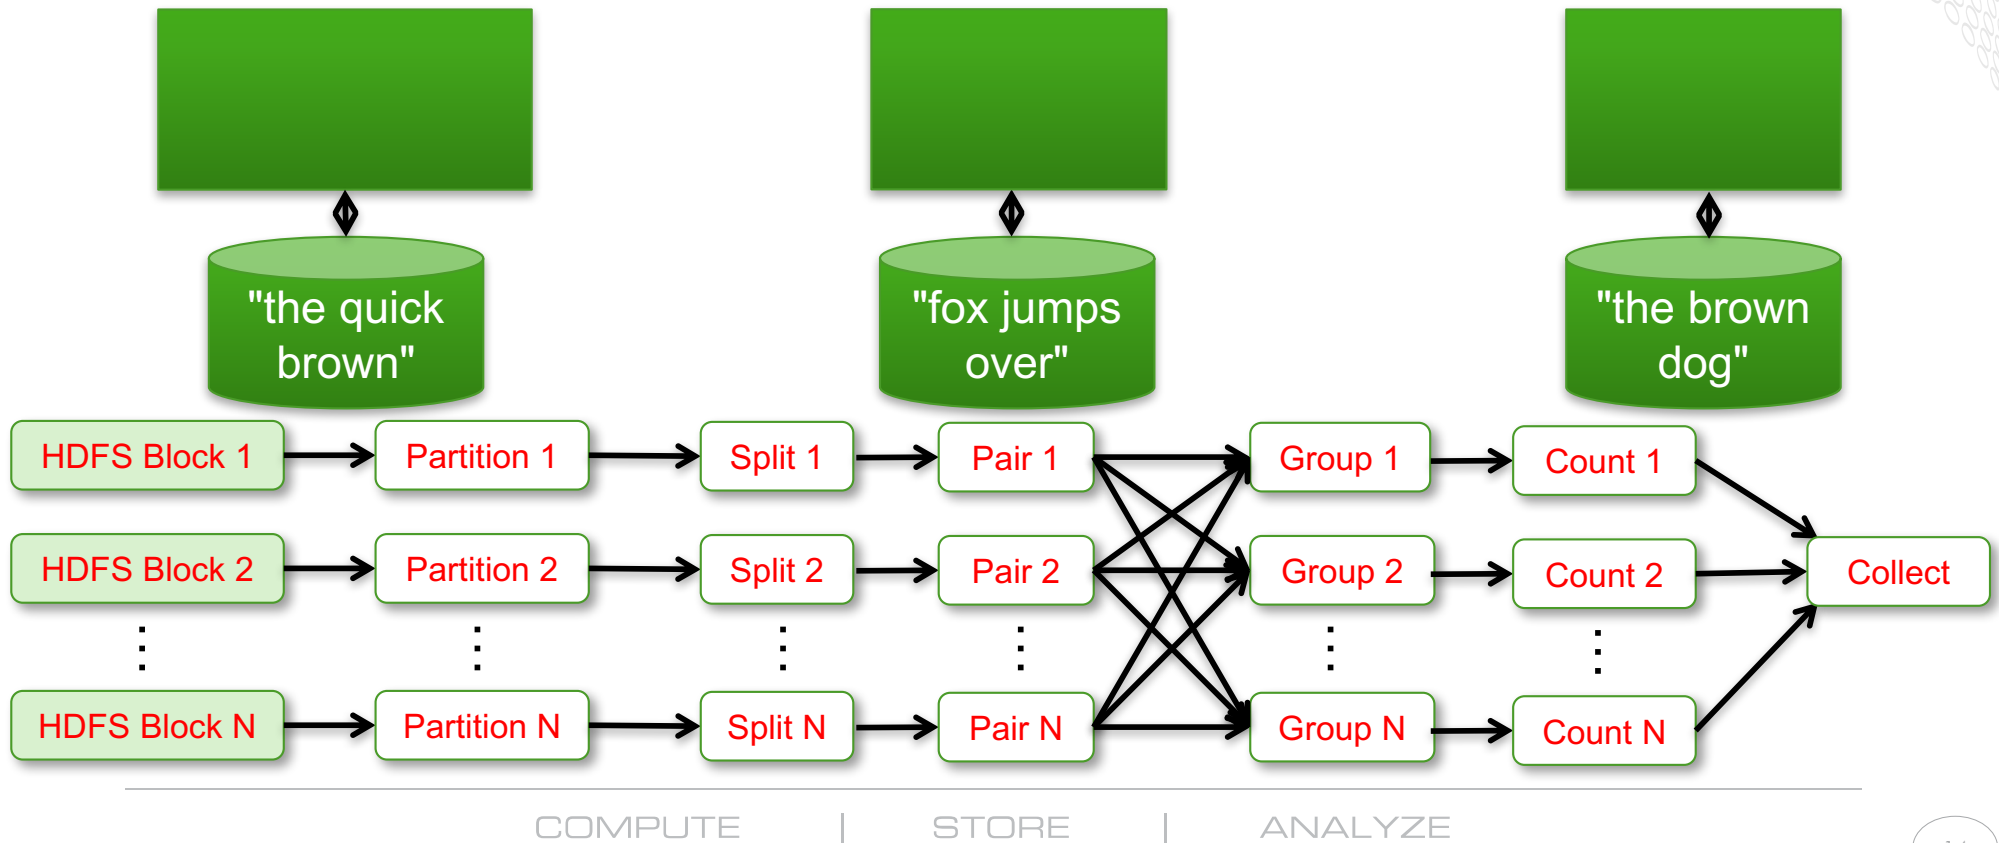 "the quick
brown"
"fox jumps
over"
"the brown
dog"
HDFS Block 1
Partition 1
Split 1
Pair 1
Group 1
Count 1
HDFS Block 2
Partition 2
Split 2
Pair 2
Group 2
Count 2
Collect
HDFS Block N
Partition N
Split N
Pair N
Group N
Count N
COMPUTE | STORE | ANALYZE